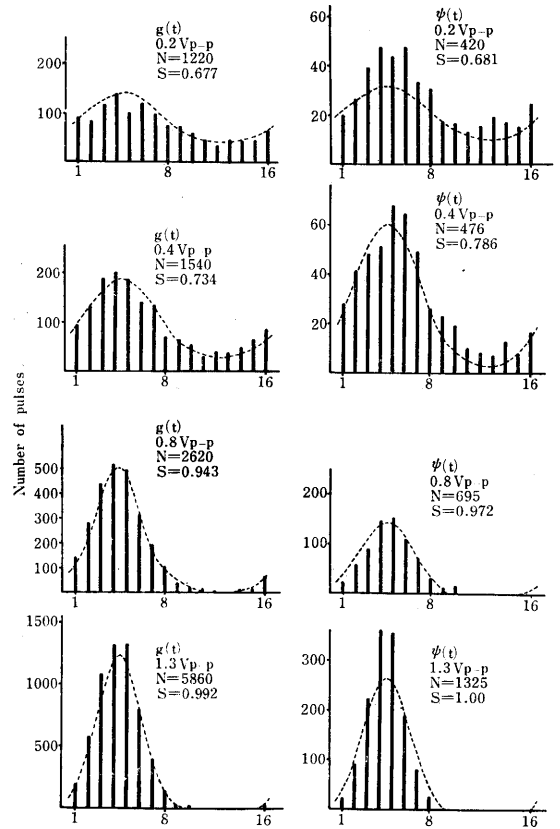 g(t)
0.2 Vp–p
N=1220
S=0.677
200
100
1
8
16
ψ(t)
0.2 Vp–p
N=420
S=0.681
60
40
20
1
8
16
g(t)
0.4 Vp p
N=1540
S=0.734
200
100
1
8
16
ψ(t)
0.4 Vp–p
N=476
S=0.786
60
40
20
1
8
16
Number of pulses
g(t)
0.8 Vp–p
N=2620
S=0.943
500
400
300
200
100
1
8
16
ψ(t)
0.8 Vp–p
N=695
S=0.972
200
100
1
8
16
g(t)
1.3 Vp–p
N=5860
S=0.992
1500
1000
500
1
8
16
ψ(t)
1.3 Vp–p
N=1325
S=1.00
300
200
100
1
8
16